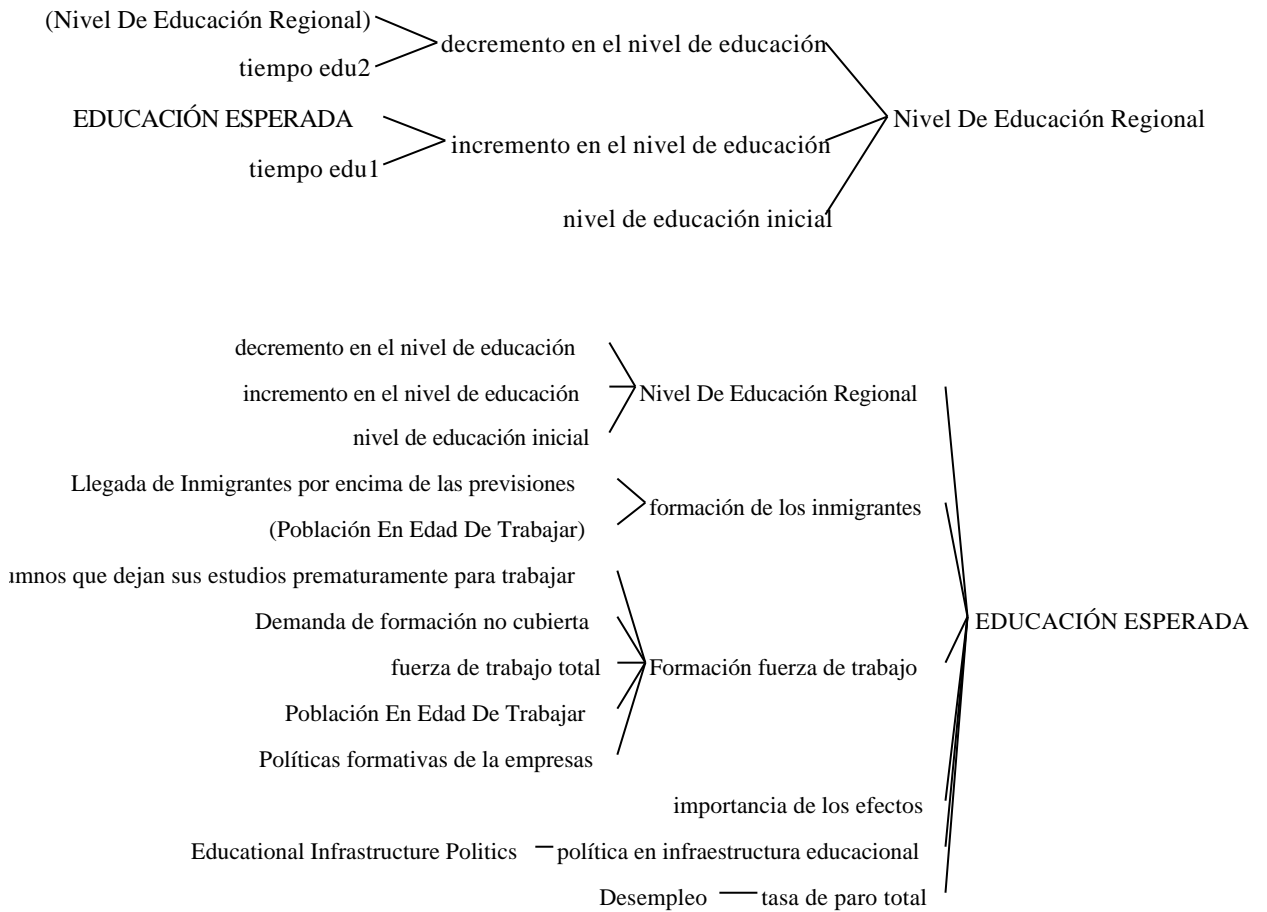 (Nivel De Educación Regional)
decremento en el nivel de educación
tiempo edu2
EDUCACIÓN ESPERADA
Nivel De Educación Regional
incremento en el nivel de educación
tiempo edu1
nivel de educación inicial
decremento en el nivel de educación
incremento en el nivel de educación
Nivel De Educación Regional
nivel de educación inicial
Llegada de Inmigrantes por encima de las previsiones
formación de los inmigrantes
(Población En Edad De Trabajar)
que dejan sus estudios prematuramente para trabajar
Demanda de formación no cubierta
EDUCACIÓN ESPERADA
fuerza de trabajo total
Formación fuerza de trabajo
Población En Edad De Trabajar
Políticas formativas de la empresas
importancia de los efectos
Educational Infrastructure Politics
política en infraestructura educacional
Desempleo
tasa de paro total